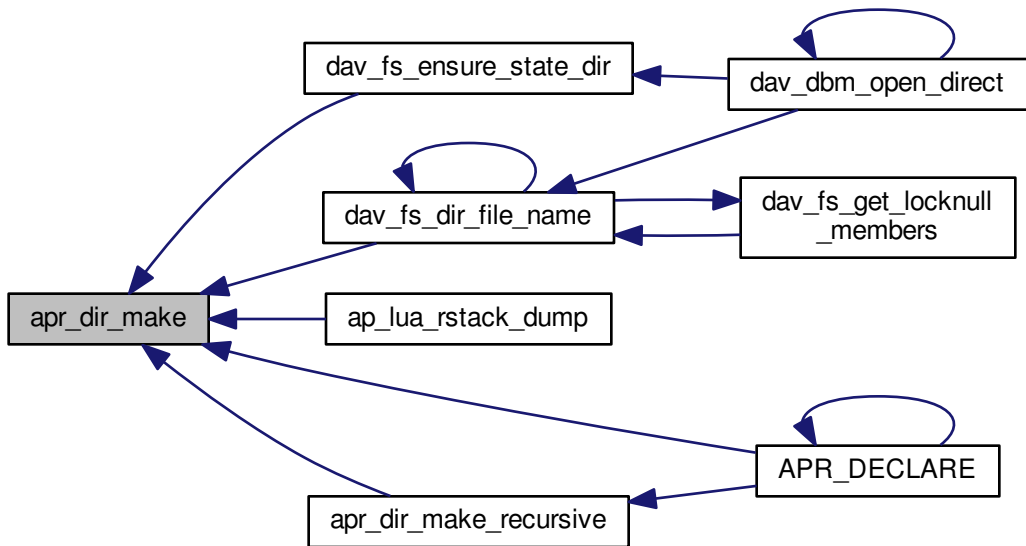 dav_fs_ensure_state_dir
dav_dbm_open_direct
dav_fs_dir_file_name
dav_fs_get_locknull
_members
apr_dir_make
ap_lua_rstack_dump
APR_DECLARE
apr_dir_make_recursive